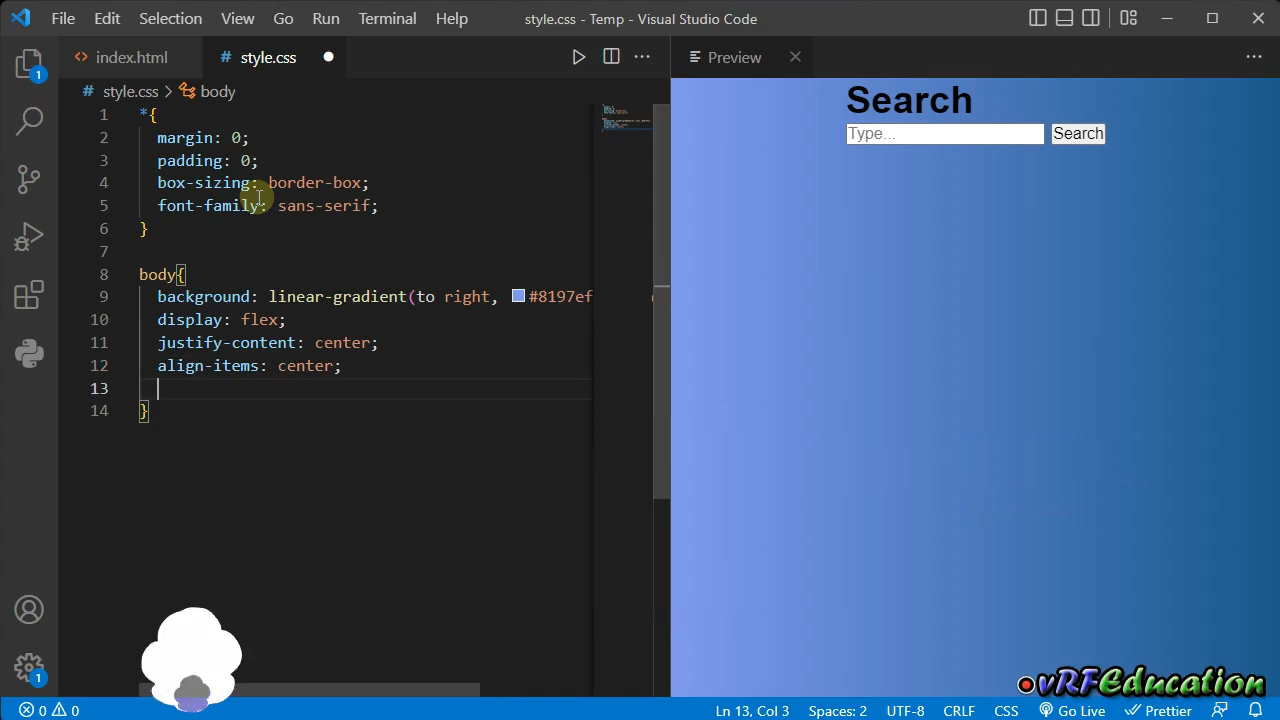 File Edit Selection View Go Run Terminal Help style.css - Temp - Visual Studio Code
index.html # style.css Preview
# style.css > body
1 *{
2 margin: 0;
3 padding: 0;
4 box-sizing: border-box;
5 font-family: sans-serif;
6 }
7
8 body{
9 background: linear-gradient(to right, #8197ef
10 display: flex;
11 justify-content: center;
12 align-items: center;
13
14 }
Search
Type... Search
1
1
vRFEducation
0 0 Ln 13, Col 3 Spaces: 2 UTF-8 CRLF CSS Go Live Prettier